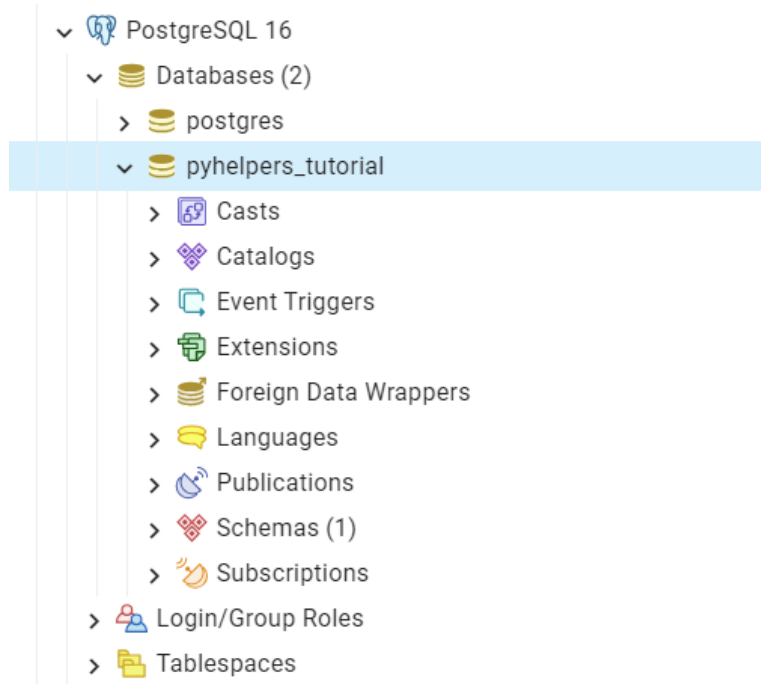 PostgreSQL 16
Databases (2)
postgres
pyhelpers_tutorial
Casts
Catalogs
Event Triggers
Extensions
Foreign Data Wrappers
Languages
Publications
Schemas (1)
Subscriptions
Login/Group Roles
Tablespaces